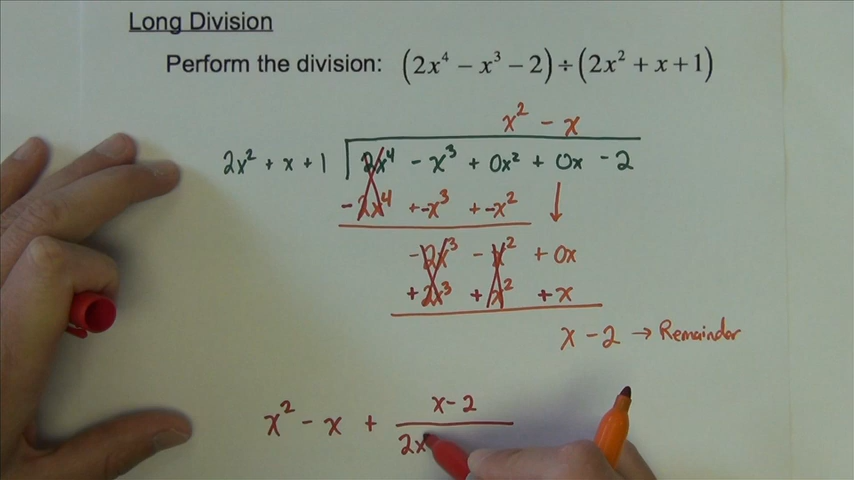 Long Division
Perform the division: (2x⁴ − x³ − 2) ÷ (2x² + x + 1)
x² − x
2x² + x + 1 2x⁴ − x³ + 0x² + 0x − 2
−2x⁴ +−x³ +−x² ↓
−2x³ − x² + 0x
+2x³ + x² + x
x − 2 → Remainder
x − 2
x² − x +
2x